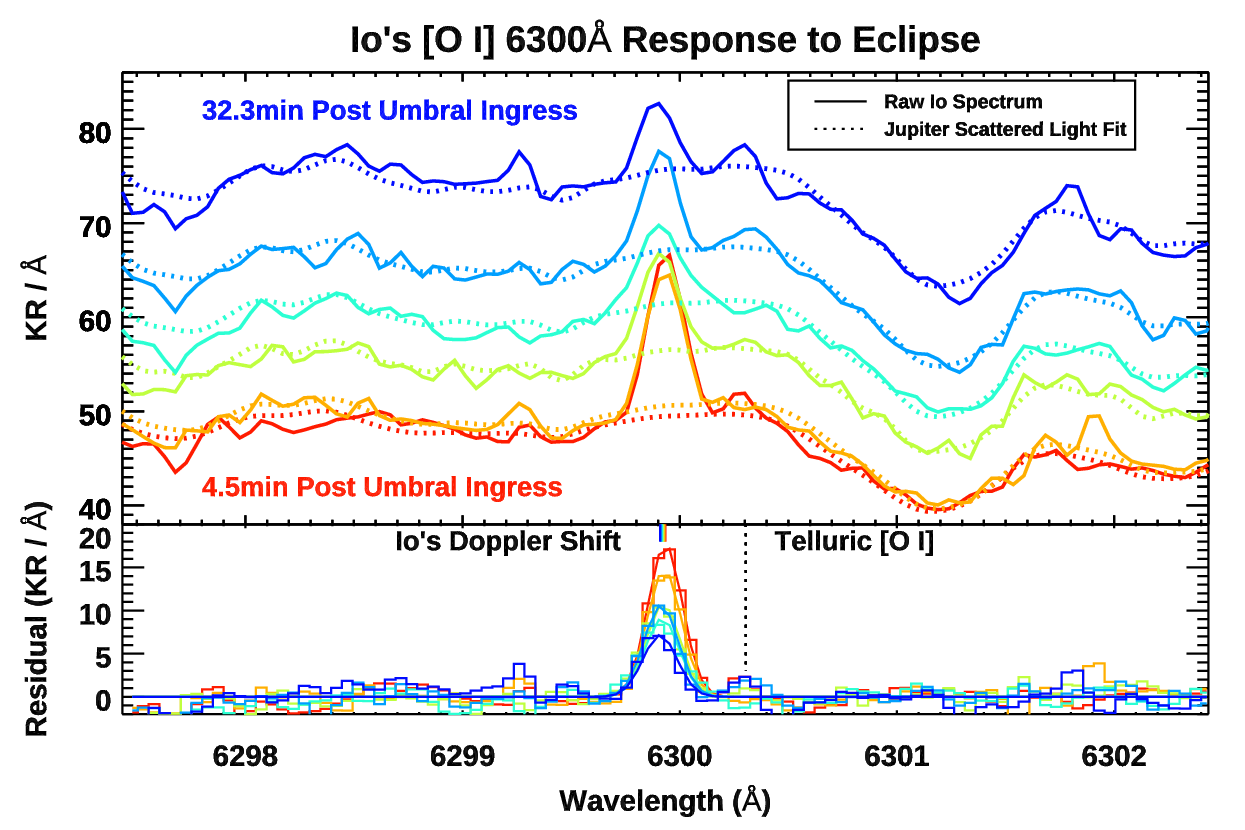 Io's [O I] 6300Å Response to Eclipse
32.3min Post Umbral Ingress
Raw Io Spectrum
Jupiter Scattered Light Fit
80
70
60
50
40
KR / Å
4.5min Post Umbral Ingress
Io's Doppler Shift
Telluric [O I]
20
15
10
5
0
Residual (KR / Å)
6298
6299
6300
6301
6302
Wavelength (Å)